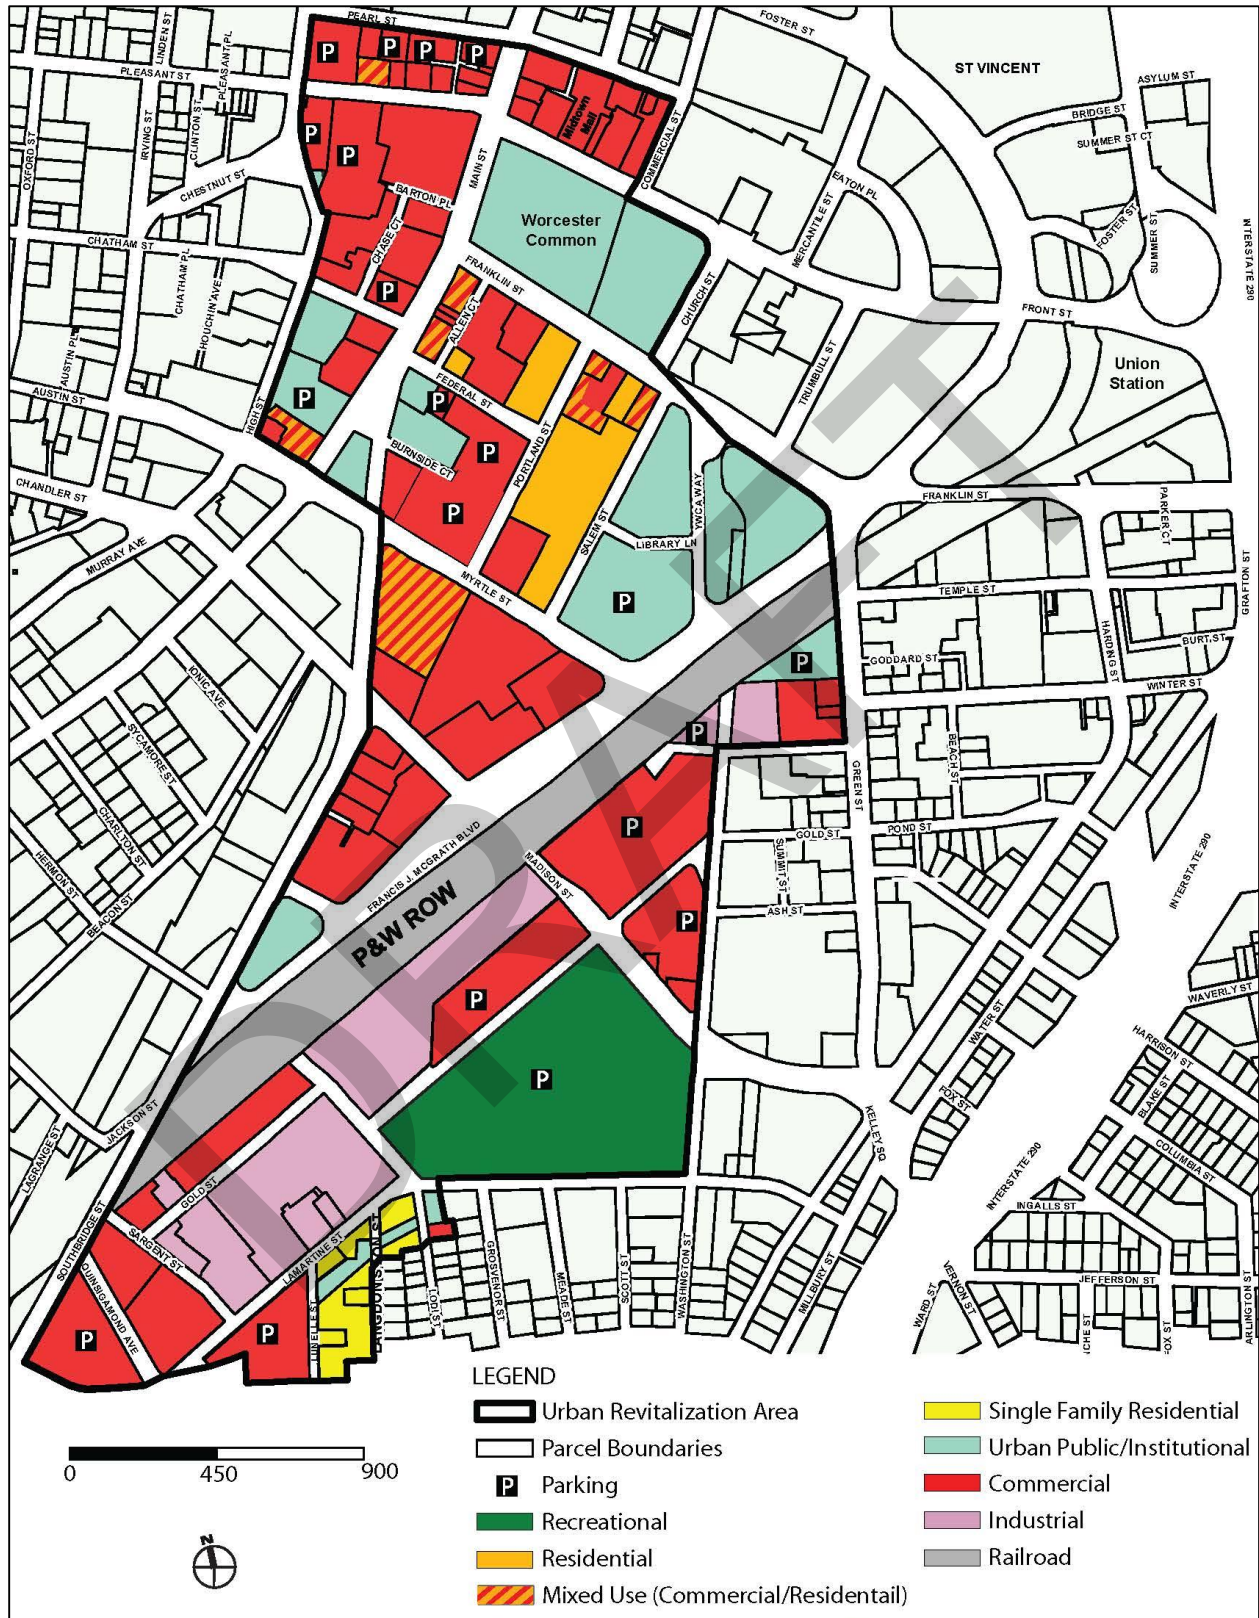 PEARL ST
FOSTER ST
LINDEN ST
PLEASANT PL
PLEASANT ST
ST VINCENT
ASYLUM ST
BRIDGE ST
SUMMER ST CT
OXFORD ST
IRVING ST
CLINTON ST
P
P
P
P
Midtown
Mall
COMMERCIAL ST
EATON PL
MERCANTILE ST
FOSTER ST
SUMMER ST
INTERSTATE 290
P
P
MAIN ST
BARTON PL
CHASE CT
CHESTNUT ST
CHATHAM ST
CHATHAM PL
HOUCHIN AVE
Worcester
Common
P
FRANKLIN ST
CHURCH ST
FRONT ST
TRUMBULL ST
Union
Station
AUSTIN PL
AUSTIN ST
HIGH ST
P
ALLEN CT
FEDERAL ST
P
BURNSIDE CT
P
P
PORTLAND ST
SALEM ST
YWCA WAY
LIBRARY LN
FRANKLIN ST
PARKER CT
CHANDLER ST
MURRAY AVE
MYRTLE ST
P
TEMPLE ST
GRAFTON ST
HARDING ST
BURT ST
GODDARD ST
WINTER ST
P
P
IONIC AVE
SYCAMORE ST
CHARLTON ST
HERMON ST
BEACON ST
BEACH ST
GREEN ST
POND ST
GOLD ST
SUMMIT ST
ASH ST
INTERSTATE 290
P
FRANCIS J. MCGRATH BLVD
MADISON ST
P&W ROW
P
P
P
WATER ST
WAVERLY ST
HARRISON ST
BLAKE ST
COLUMBIA ST
FOX ST
KELLEY SQ
INTERSTATE 290
INGALLS ST
JEFFERSON ST
ARLINGTON ST
FOX ST
VERNON ST
WARD ST
MILLBURY ST
WASHINGTON ST
SCOTT ST
MEADE ST
GROSVENOR ST
LODI ST
LANGDON ST
LUNELLE ST
LAMARTINE ST
GOLD ST
SARGENT ST
QUINSIGAMOND AVE
SOUTHBRIDGE ST
JACKSON ST
LAGRANGE ST
P
P
DRAFT
LEGEND
Urban Revitalization Area
Parcel Boundaries
P Parking
Recreational
Residential
Mixed Use (Commercial/Residentail)
Single Family Residential
Urban Public/Institutional
Commercial
Industrial
Railroad
0 450 900
N